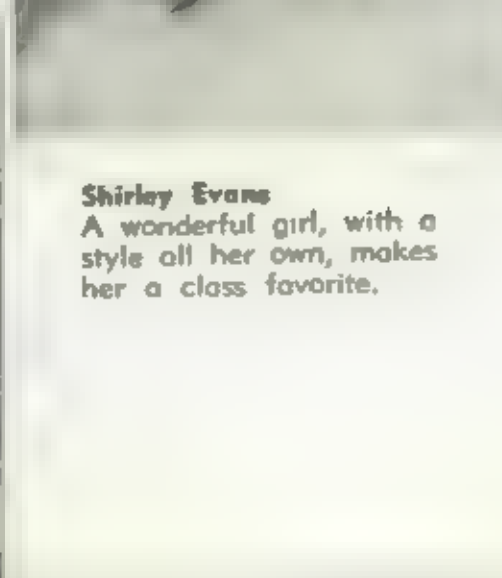 Shirley Evans
A wonderful girl, with a
style all her own, makes
her a class favorite.